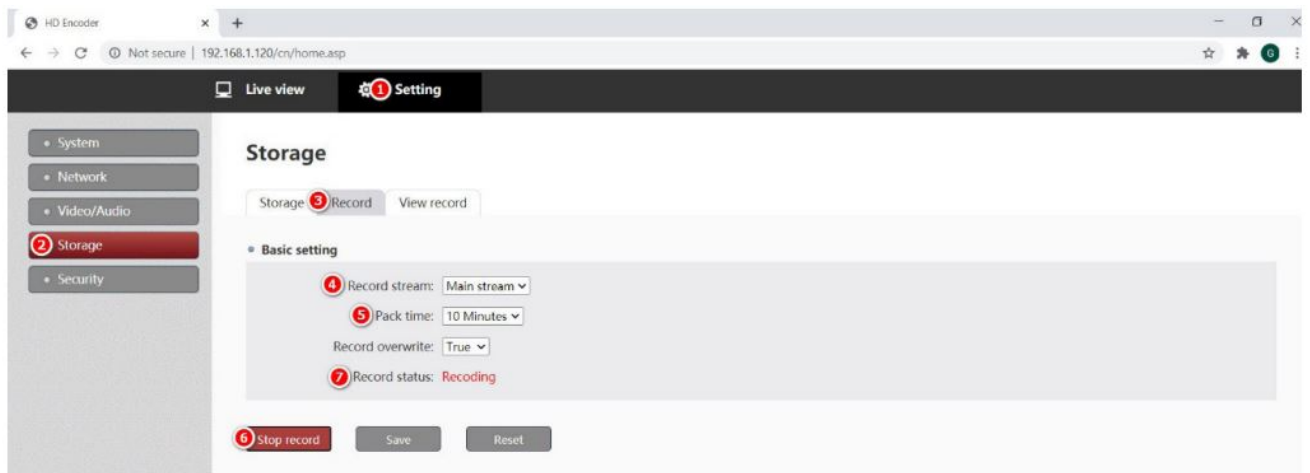 HD Encoder
Not secure | 192.168.1.120/cn/home.asp
G
Live view 1 Setting
System
Network
Video/Audio
2 Storage
Security
Storage
Storage 3 Record View record
Basic setting
4 Record stream: Main stream
5 Pack time: 10 Minutes
Record overwrite: True
7 Record status: Recoding
6 Stop record Save Reset